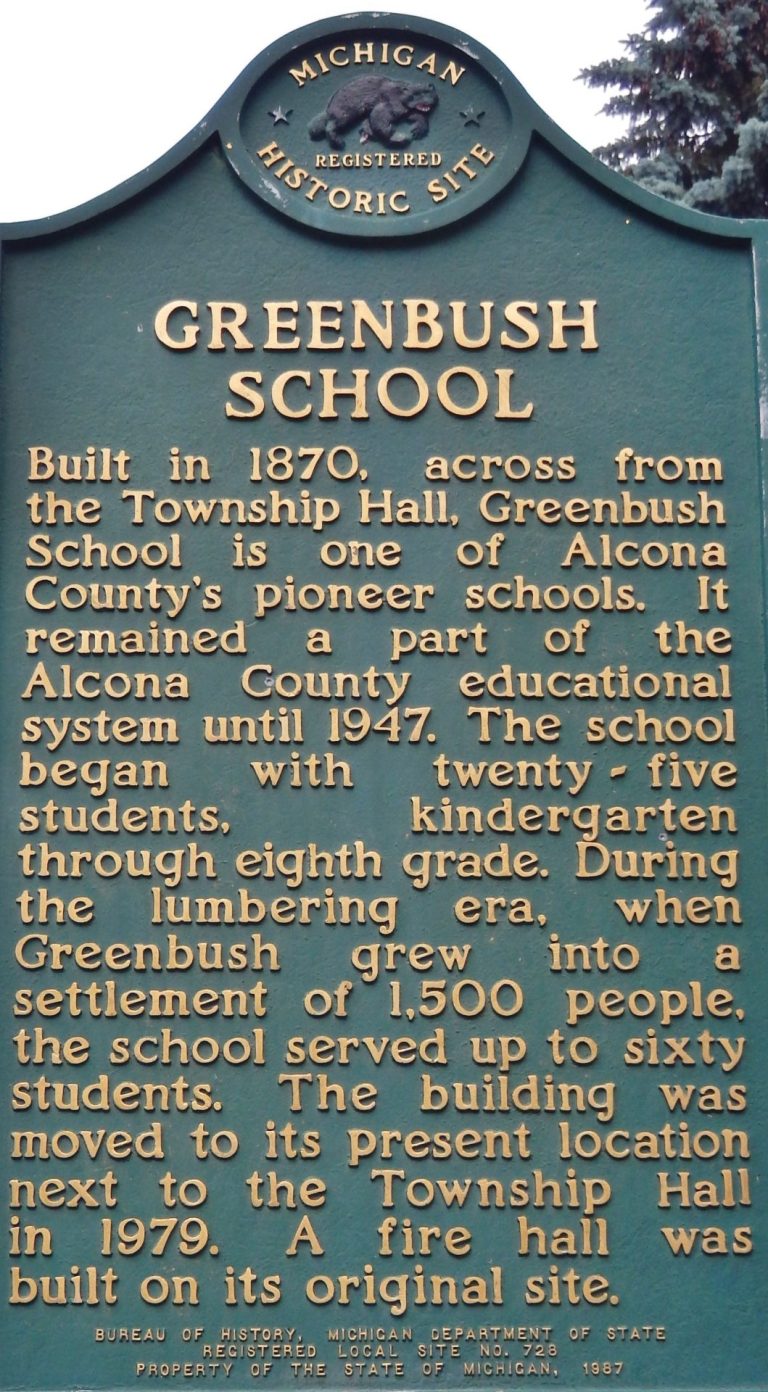 MICHIGAN
REGISTERED
HISTORIC SITE
GREENBUSH
SCHOOL
Built in 1870, across from
the Township Hall, Greenbush
School is one of Alcona
County's pioneer schools. It
remained a part of the
Alcona County educational
system until 1947. The school
began with twenty-five
students, kindergarten
through eighth grade. During
the lumbering era, when
Greenbush grew into a
settlement of 1,500 people,
the school served up to sixty
students. The building was
moved to its present location
next to the Township Hall
in 1979. A fire hall was
built on its original site.
BUREAU OF HISTORY, MICHIGAN DEPARTMENT OF STATE
REGISTERED LOCAL SITE NO. 728
PROPERTY OF THE STATE OF MICHIGAN, 1987